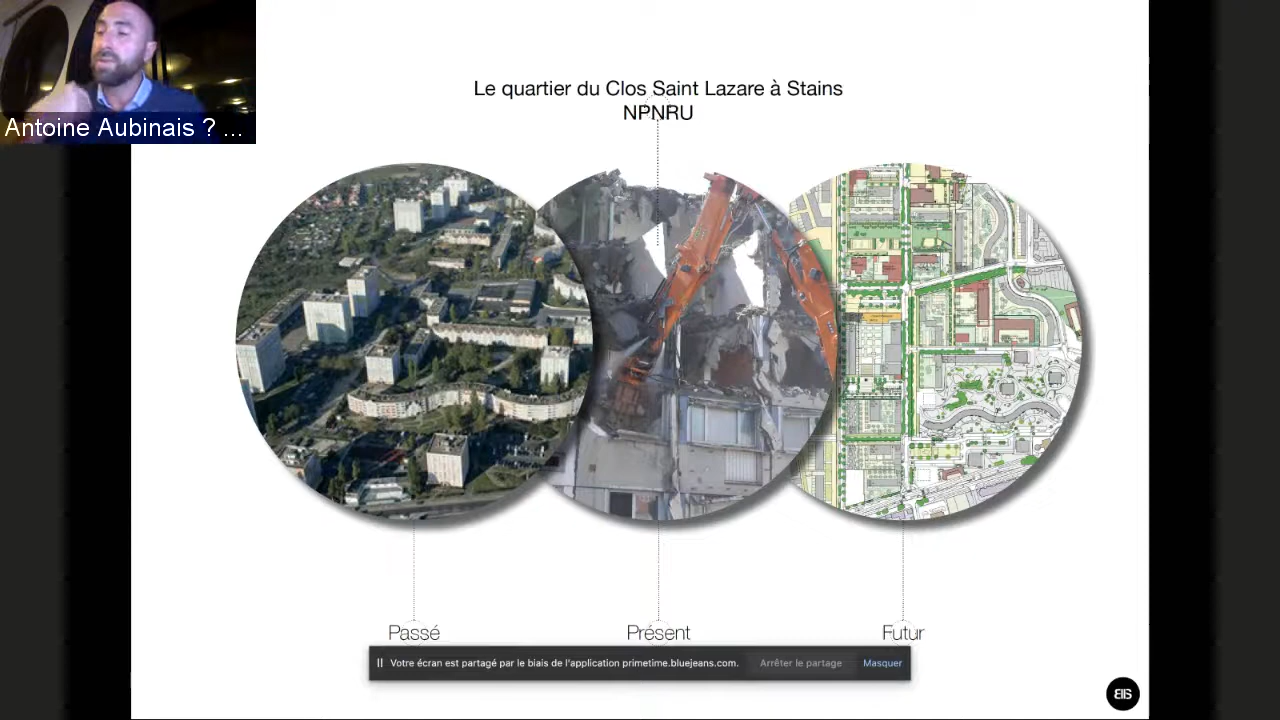 Antoine Aubinais ? ...
Le quartier du Clos Saint Lazare à Stains
NPNRU
Passé
Présent
Futur
Votre écran est partagé par le biais de l'application primetime.bluejeans.com.
Arrêter le partage
Masquer